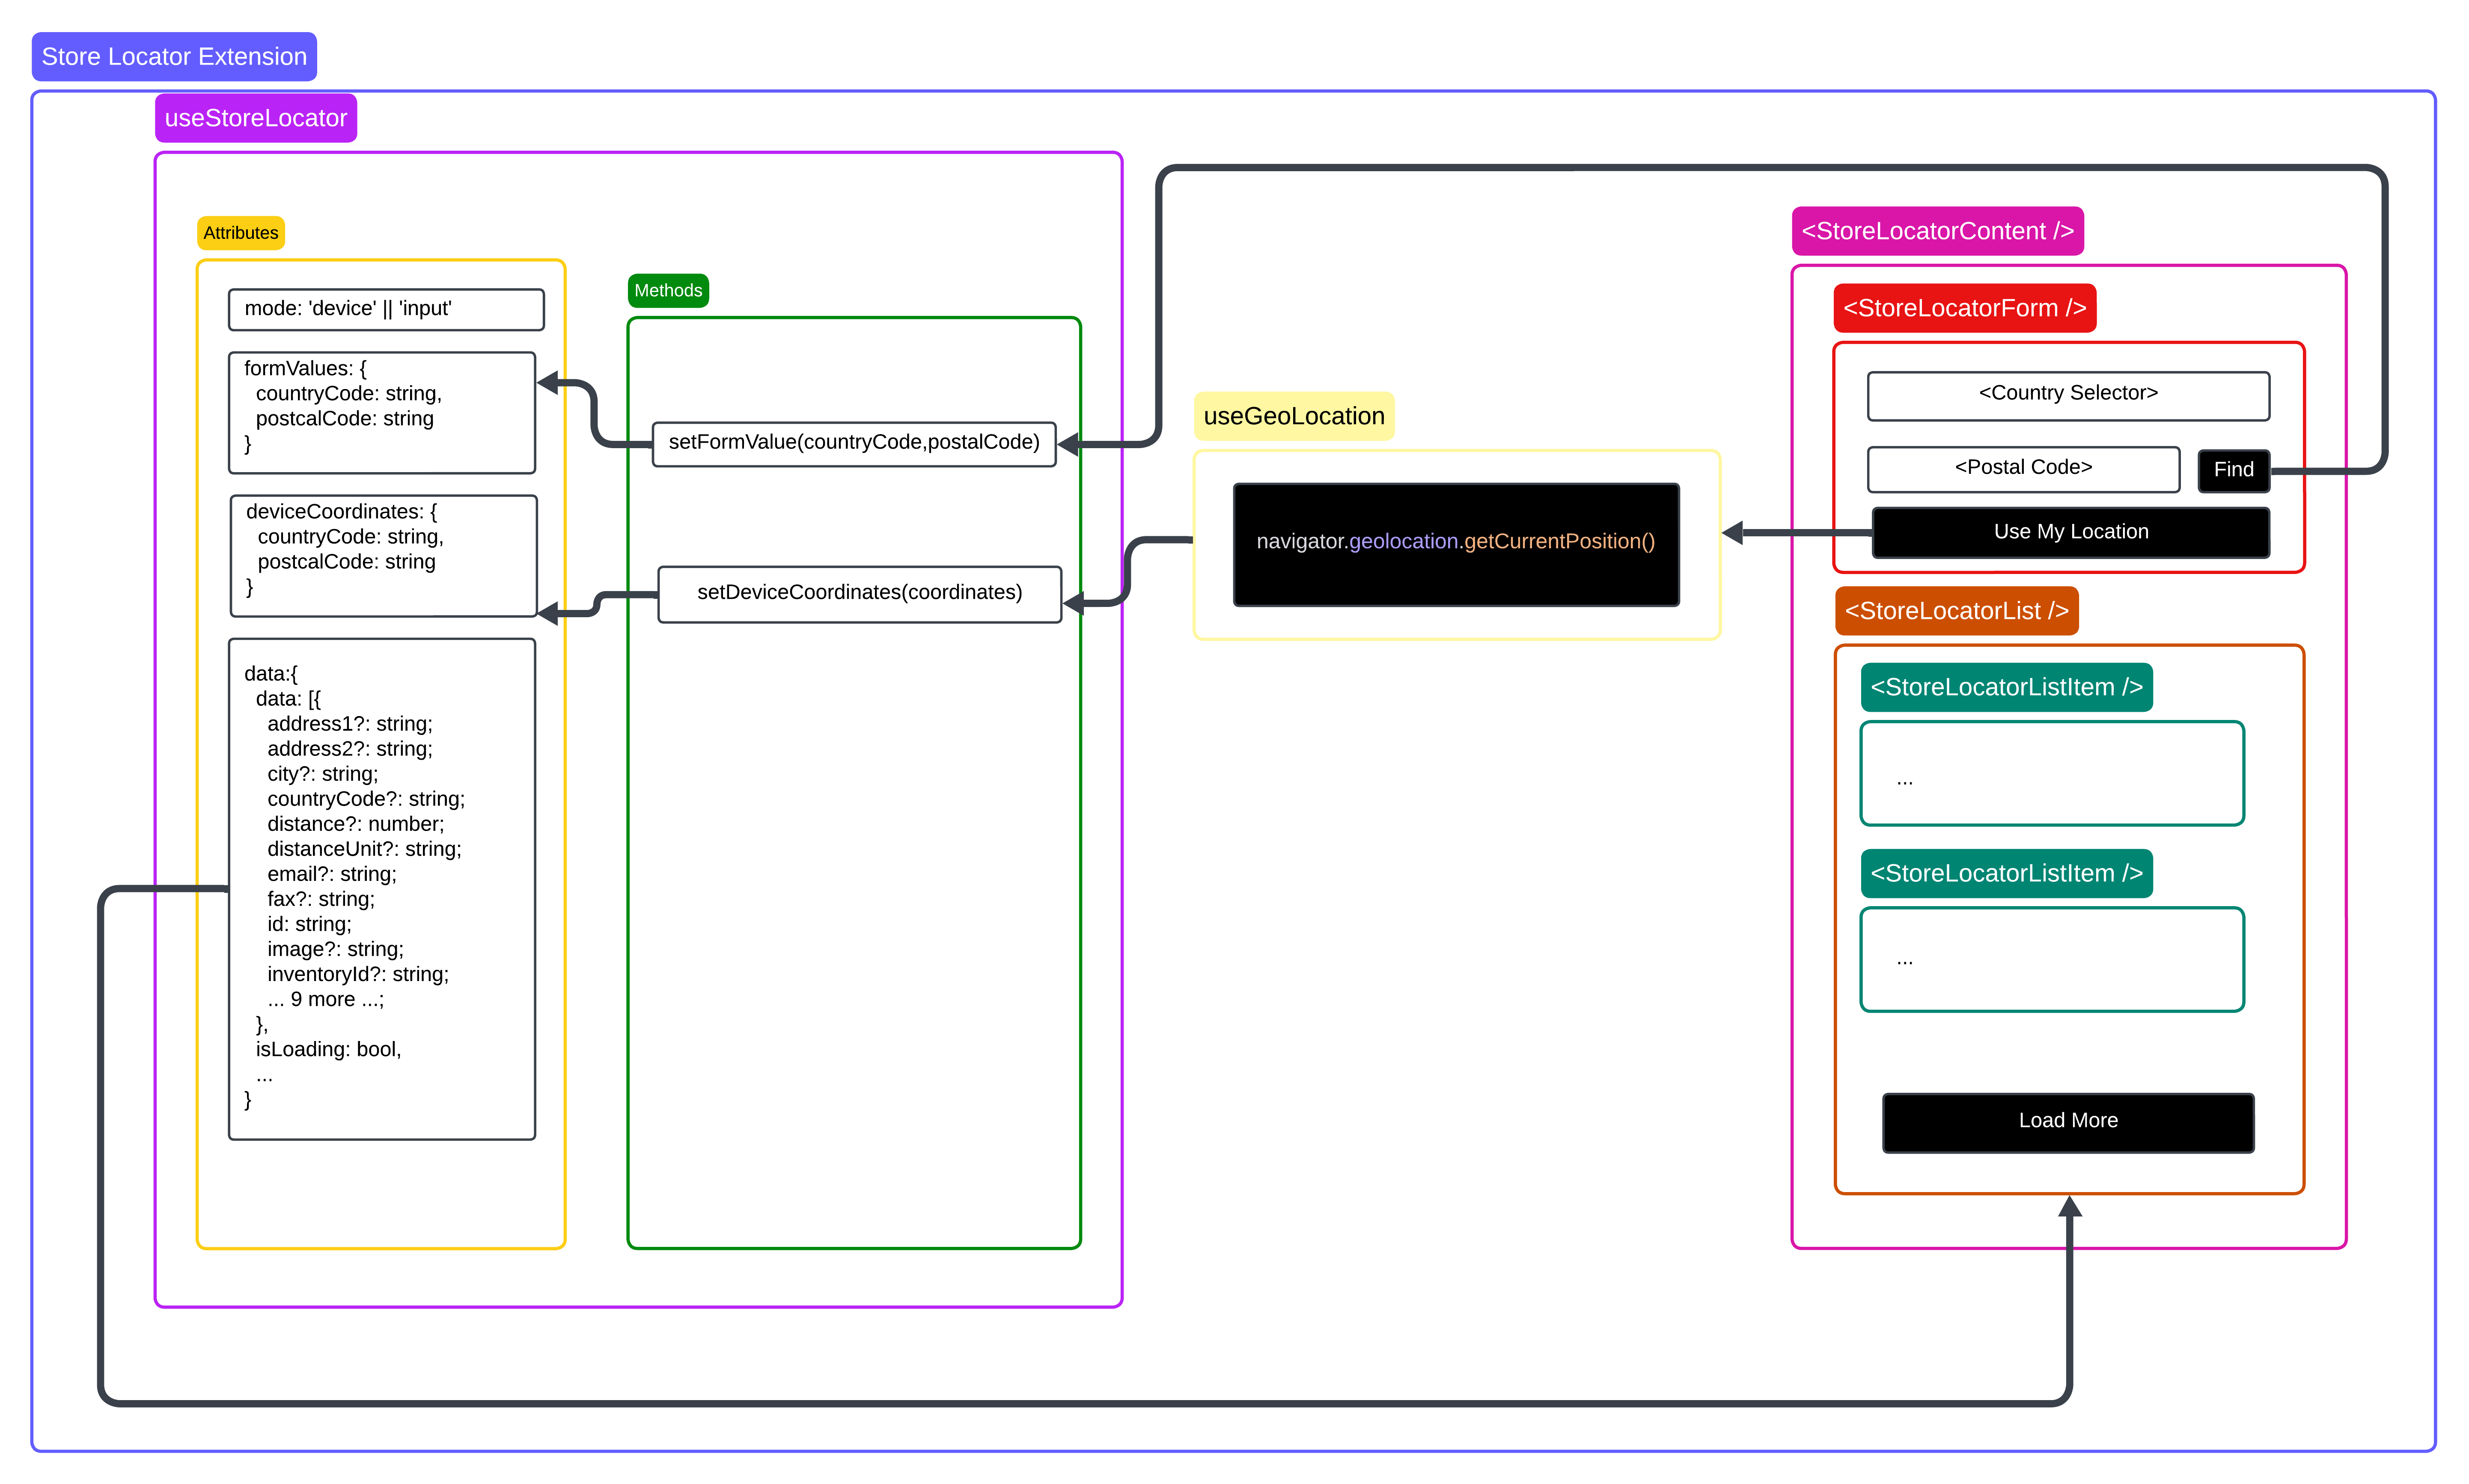 Store Locator Extension
useStoreLocator
Attributes
mode: 'device' || 'input'
formValues: {
countryCode: string,
postcalCode: string
}
deviceCoordinates: {
countryCode: string,
postcalCode: string
}
data:{
data: [{
address1?: string;
address2?: string;
city?: string;
countryCode?: string;
distance?: number;
distanceUnit?: string;
email?: string;
fax?: string;
id: string;
image?: string;
inventoryId?: string;
... 9 more ...;
},
isLoading: bool,
...
}
Methods
setFormValue(countryCode,postalCode)
setDeviceCoordinates(coordinates)
useGeoLocation
navigator.geolocation.getCurrentPosition()
<StoreLocatorContent />
<StoreLocatorForm />
<Country Selector>
<Postal Code>
Find
Use My Location
<StoreLocatorList />
<StoreLocatorListItem />
...
<StoreLocatorListItem />
...
Load More